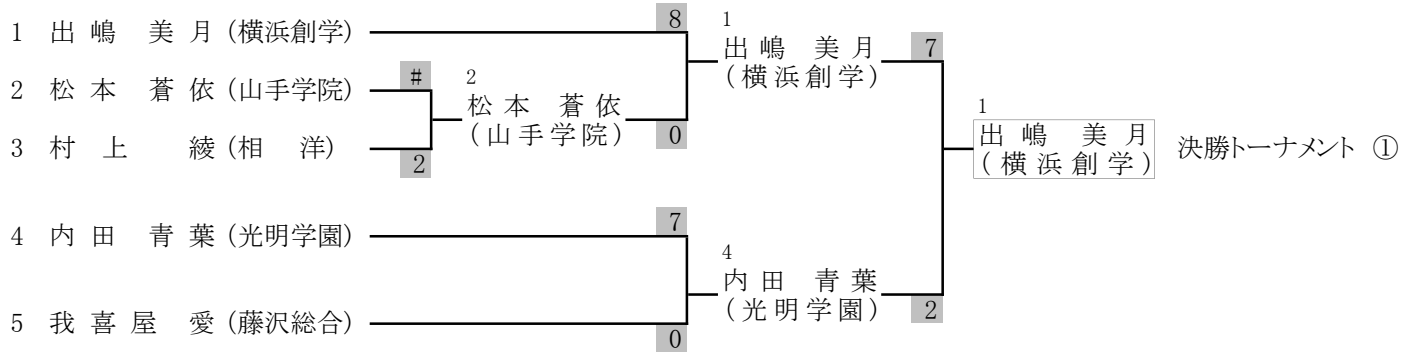 1 出嶋 美月 (横浜創学)
8
1
出嶋 美月
(横浜創学)
7
2 松本 蒼依 (山手学院)
#
2
松本 蒼依
(山手学院)
0
3 村上 綾 (相 洋)
2
1
出嶋 美月
(横浜創学)
決勝トーナメント ①
4 内田 青葉 (光明学園)
7
4
内田 青葉
(光明学園)
2
5 我喜屋 愛 (藤沢総合)
0